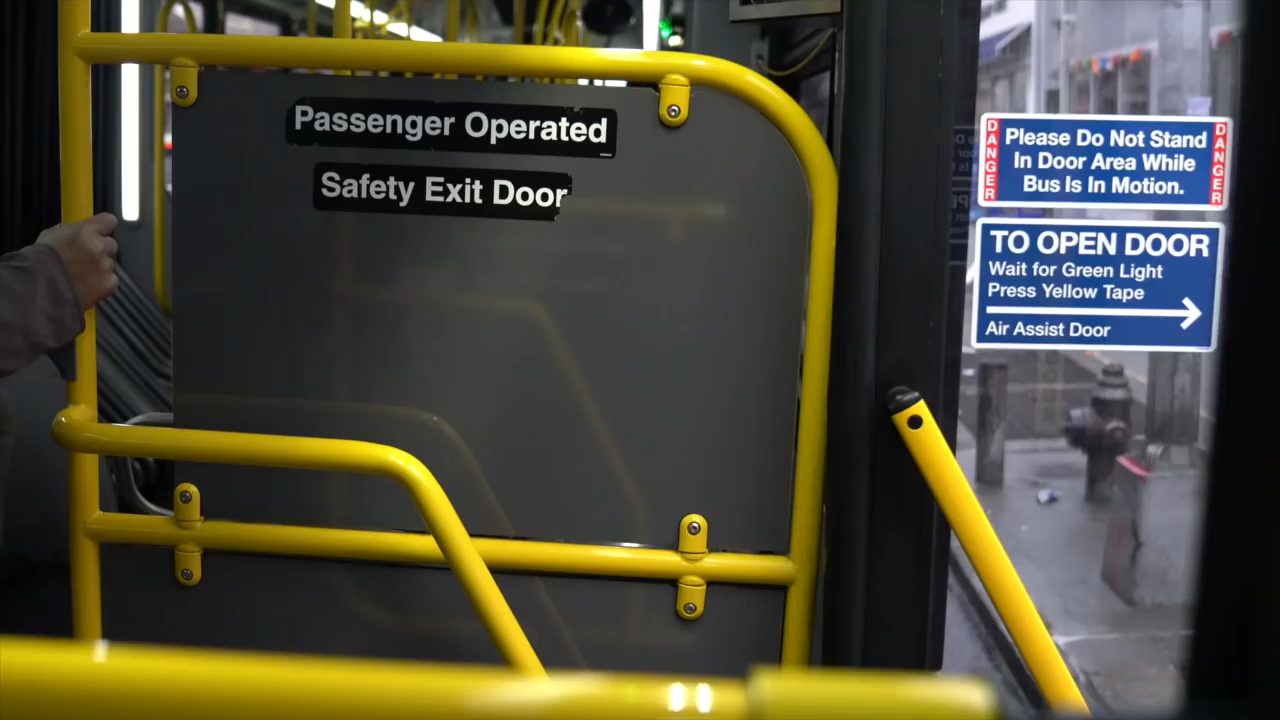 Passenger Operated
Safety Exit Door
DANGER
Please Do Not Stand
In Door Area While
Bus Is In Motion.
DANGER
TO OPEN DOOR
Wait for Green Light
Press Yellow Tape
Air Assist Door